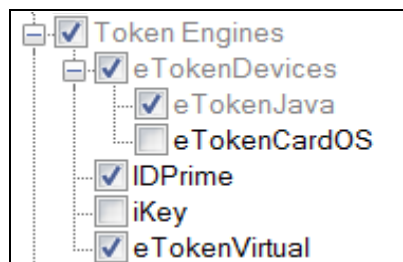 Token Engines
eTokenDevices
eTokenJava
eTokenCardOS
IDPrime
iKey
eTokenVirtual